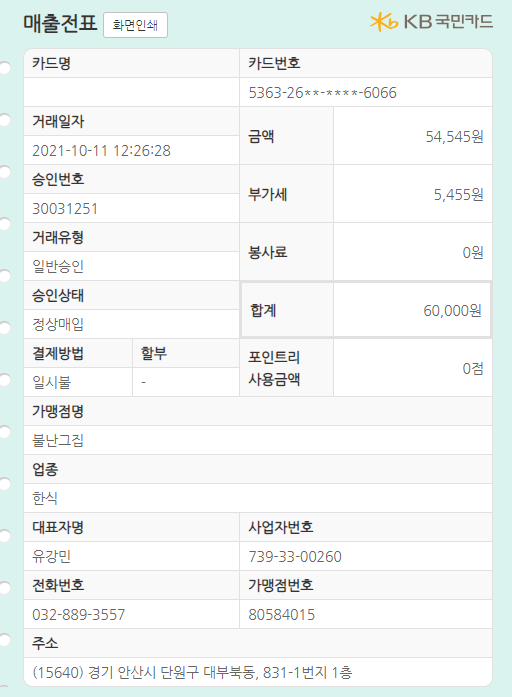 매출전표 화면인쇄 KB국민카드
카드명 카드번호
5363-26**-****-6066
거래일자
2021-10-11 12:26:28
금액 54,545원
승인번호
30031251
부가세 5,455원
거래유형
일반승인
봉사료 0원
승인상태
정상매입
합계 60,000원
결제방법 할부
일시불 -
포인트리
사용금액 0점
가맹점명
불난그집
업종
한식
대표자명 사업자번호
유강민 739-33-00260
전화번호 가맹점번호
032-889-3557 80584015
주소
(15640) 경기 안산시 단원구 대부북동, 831-1번지 1층